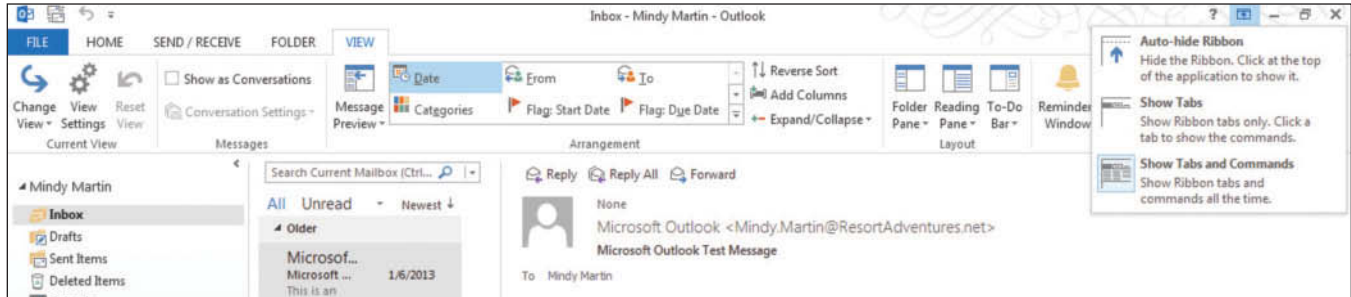 Inbox - Mindy Martin - Outlook
?
FILE HOME SEND / RECEIVE FOLDER VIEW
Change View
View Settings
Reset View
Current View
Show as Conversations
Conversation Settings
Messages
Message Preview
Date
From
To
Categories
Flag: Start Date
Flag: Due Date
Reverse Sort
Add Columns
Expand/Collapse
Arrangement
Folder Pane
Reading Pane
To-Do Bar
Layout
Reminder
Window
Auto-hide Ribbon
Hide the Ribbon. Click at the top
of the application to show it.
Show Tabs
Show Ribbon tabs only. Click a
tab to show the commands.
Show Tabs and Commands
Show Ribbon tabs and
commands all the time.
Mindy Martin
Inbox
Drafts
Sent Items
Deleted Items
Search Current Mailbox (Ctrl...
All Unread Newest
Older
Microsof...
Microsoft ... 1/6/2013
This is an
Reply Reply All Forward
None
Microsoft Outlook <Mindy.Martin@ResortAdventures.net>
Microsoft Outlook Test Message
To Mindy Martin